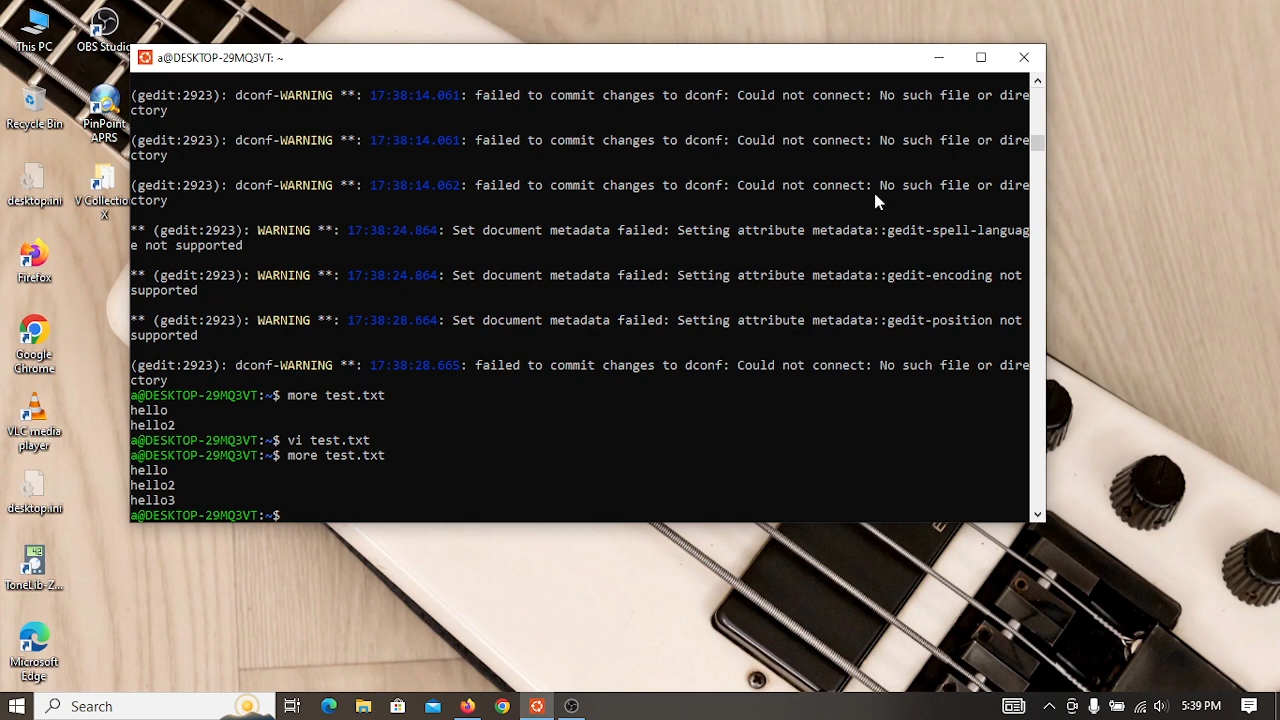 This PC
OBS Studio
Recycle Bin
PinPoint
APRS
desktop.ini
V Collectio
X
Firefox
Google
Chrome
VLC media
player
desktop.ini
ToneLib-Z...
Microsoft
Edge
a@DESKTOP-29MQ3VT: ~
(gedit:2923): dconf-WARNING **: 17:38:14.061: failed to commit changes to dconf: Could not connect: No such file or dire
ctory
(gedit:2923): dconf-WARNING **: 17:38:14.061: failed to commit changes to dconf: Could not connect: No such file or dire
ctory
(gedit:2923): dconf-WARNING **: 17:38:14.062: failed to commit changes to dconf: Could not connect: No such file or dire
ctory
** (gedit:2923): WARNING **: 17:38:24.864: Set document metadata failed: Setting attribute metadata::gedit-spell-languag
e not supported
** (gedit:2923): WARNING **: 17:38:24.864: Set document metadata failed: Setting attribute metadata::gedit-encoding not
supported
** (gedit:2923): WARNING **: 17:38:28.664: Set document metadata failed: Setting attribute metadata::gedit-position not
supported
(gedit:2923): dconf-WARNING **: 17:38:28.665: failed to commit changes to dconf: Could not connect: No such file or dire
ctory
a@DESKTOP-29MQ3VT:~$ more test.txt
hello
hello2
a@DESKTOP-29MQ3VT:~$ vi test.txt
a@DESKTOP-29MQ3VT:~$ more test.txt
hello
hello2
hello3
a@DESKTOP-29MQ3VT:~$
Search
5:39 PM